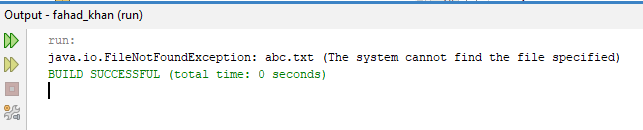 Output - fahad_khan (run)
run:
java.io.FileNotFoundException: abc.txt (The system cannot find the file specified)
BUILD SUCCESSFUL (total time: 0 seconds)